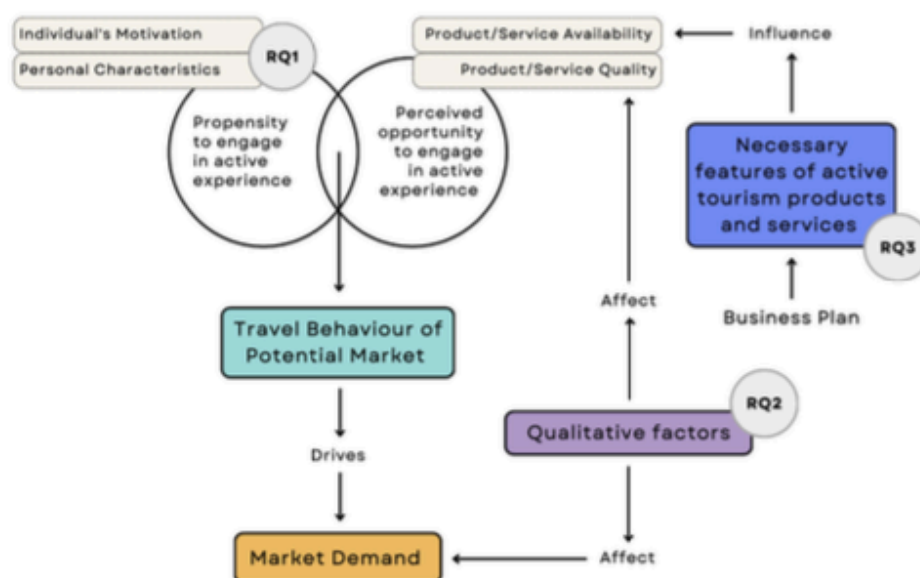 Individual's Motivation
Personal Characteristics
RQ1
Product/Service Availability
Product/Service Quality
Influence
Propensity
to engage
in active
experience
Perceived
opportunity
to engage
in active
experience
Necessary
features of active
tourism products
and services
RQ3
Business Plan
Affect
Travel Behaviour of
Potential Market
RQ2
Qualitative factors
Drives
Market Demand
Affect